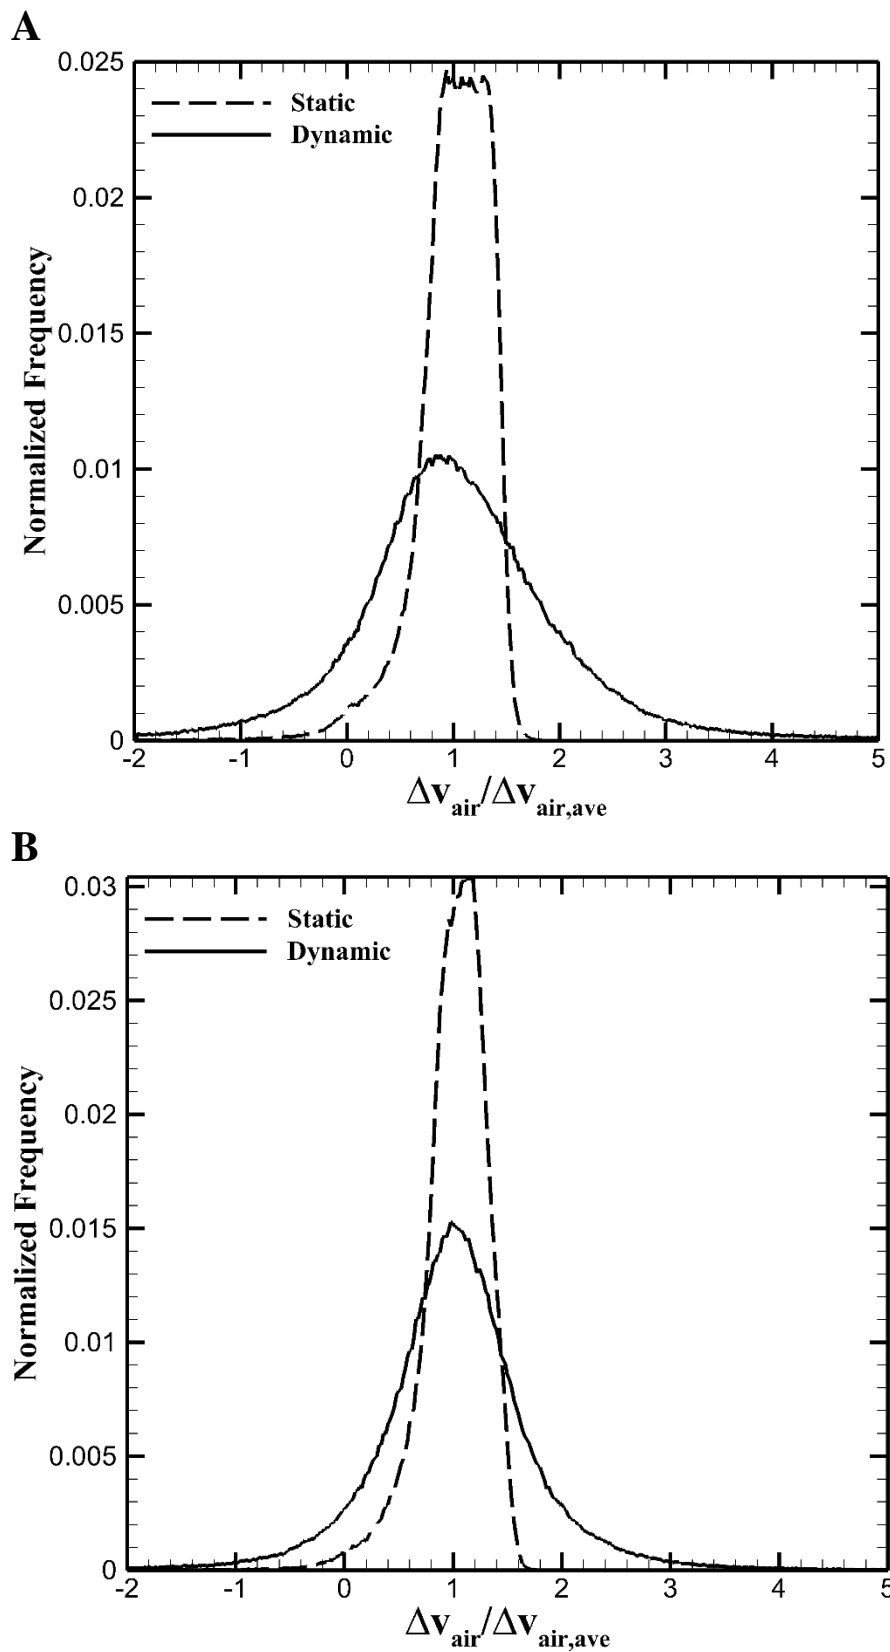 A
0.025
Static
Dynamic
0.02
0.015
0.01
0.005
0
Normalized Frequency
-2 -1 0 1 2 3 4 5
Δv_air/Δv_air,ave
B
0.03
Static
Dynamic
0.025
0.02
0.015
0.01
0.005
0
Normalized Frequency
-2 -1 0 1 2 3 4 5
Δv_air/Δv_air,ave